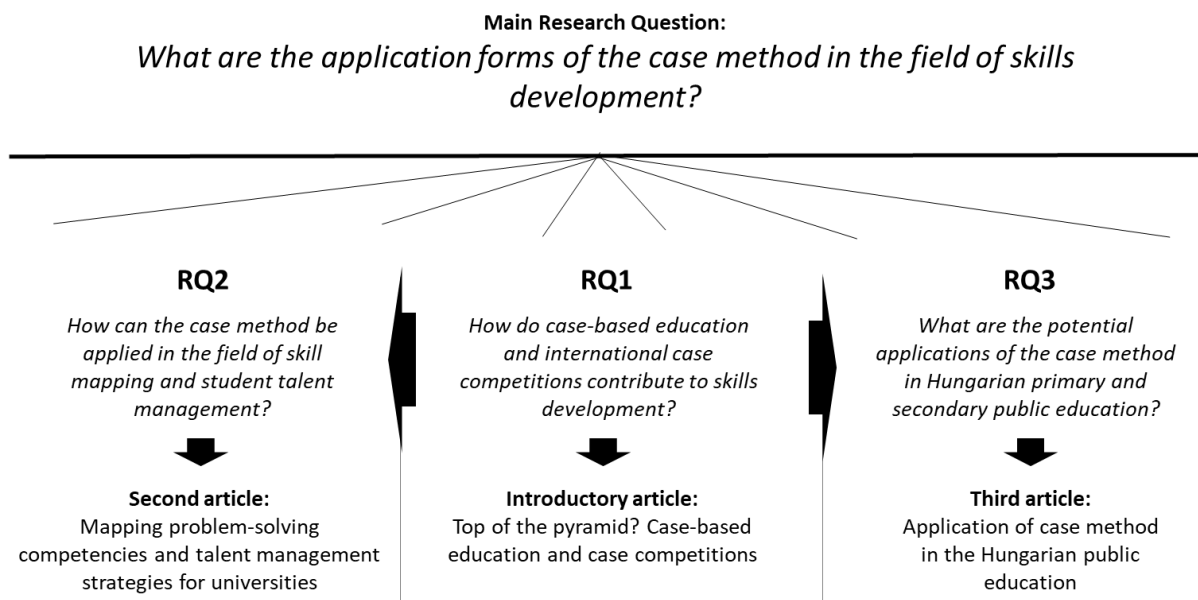 Main Research Question:
What are the application forms of the case method in the field of skills
development?
RQ2
How can the case method be
applied in the field of skill
mapping and student talent
management?
Second article:
Mapping problem-solving
competencies and talent management
strategies for universities
RQ1
How do case-based education
and international case
competitions contribute to skills
development?
Introductory article:
Top of the pyramid? Case-based
education and case competitions
RQ3
What are the potential
applications of the case method
in Hungarian primary and
secondary public education?
Third article:
Application of case method
in the Hungarian public
education